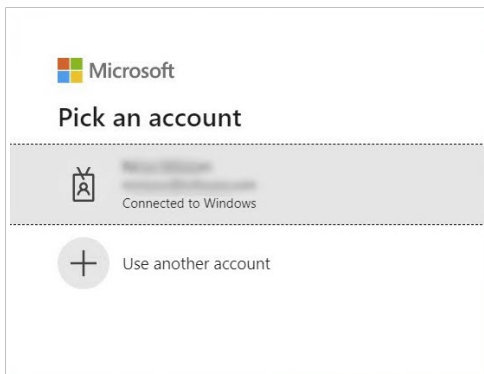 Microsoft
Pick an account
Connected to Windows
Use another account